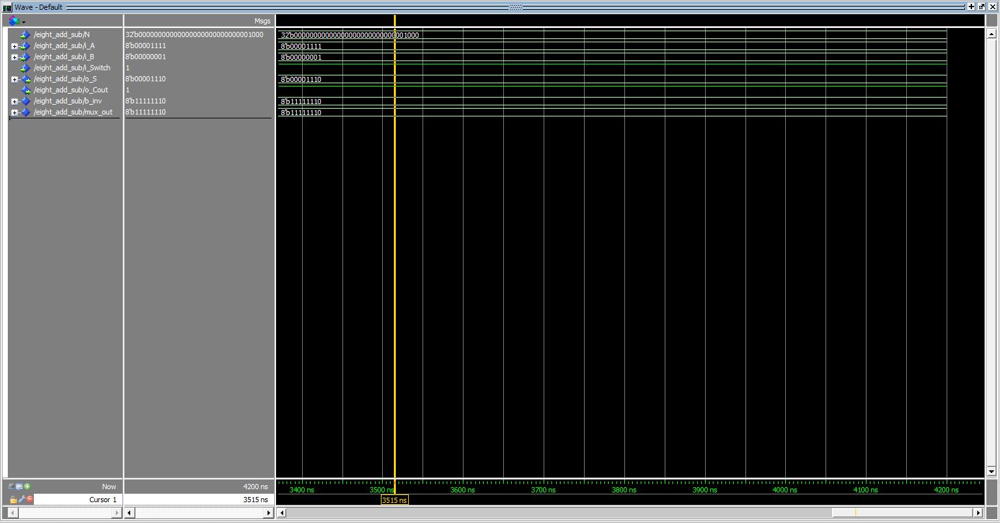 Wave - Default
Msgs
/eight_add_sub/N 32'b00000000000000000000000000001000 32'b00000000000000000000000000001000
/eight_add_sub/i_A 8'b00001111 8'b00001111
/eight_add_sub/i_B 8'b00000001 8'b00000001
/eight_add_sub/i_Switch 1
/eight_add_sub/o_S 8'b00001110 8'b00001110
/eight_add_sub/o_Cout 1
/eight_add_sub/b_inv 8'b11111110 8'b11111110
/eight_add_sub/mux_out 8'b11111110 8'b11111110
Now 4200 ns 3400 ns 3500 ns 3600 ns 3700 ns 3800 ns 3900 ns 4000 ns 4100 ns 4200 ns
Cursor 1 3515 ns 3515 ns